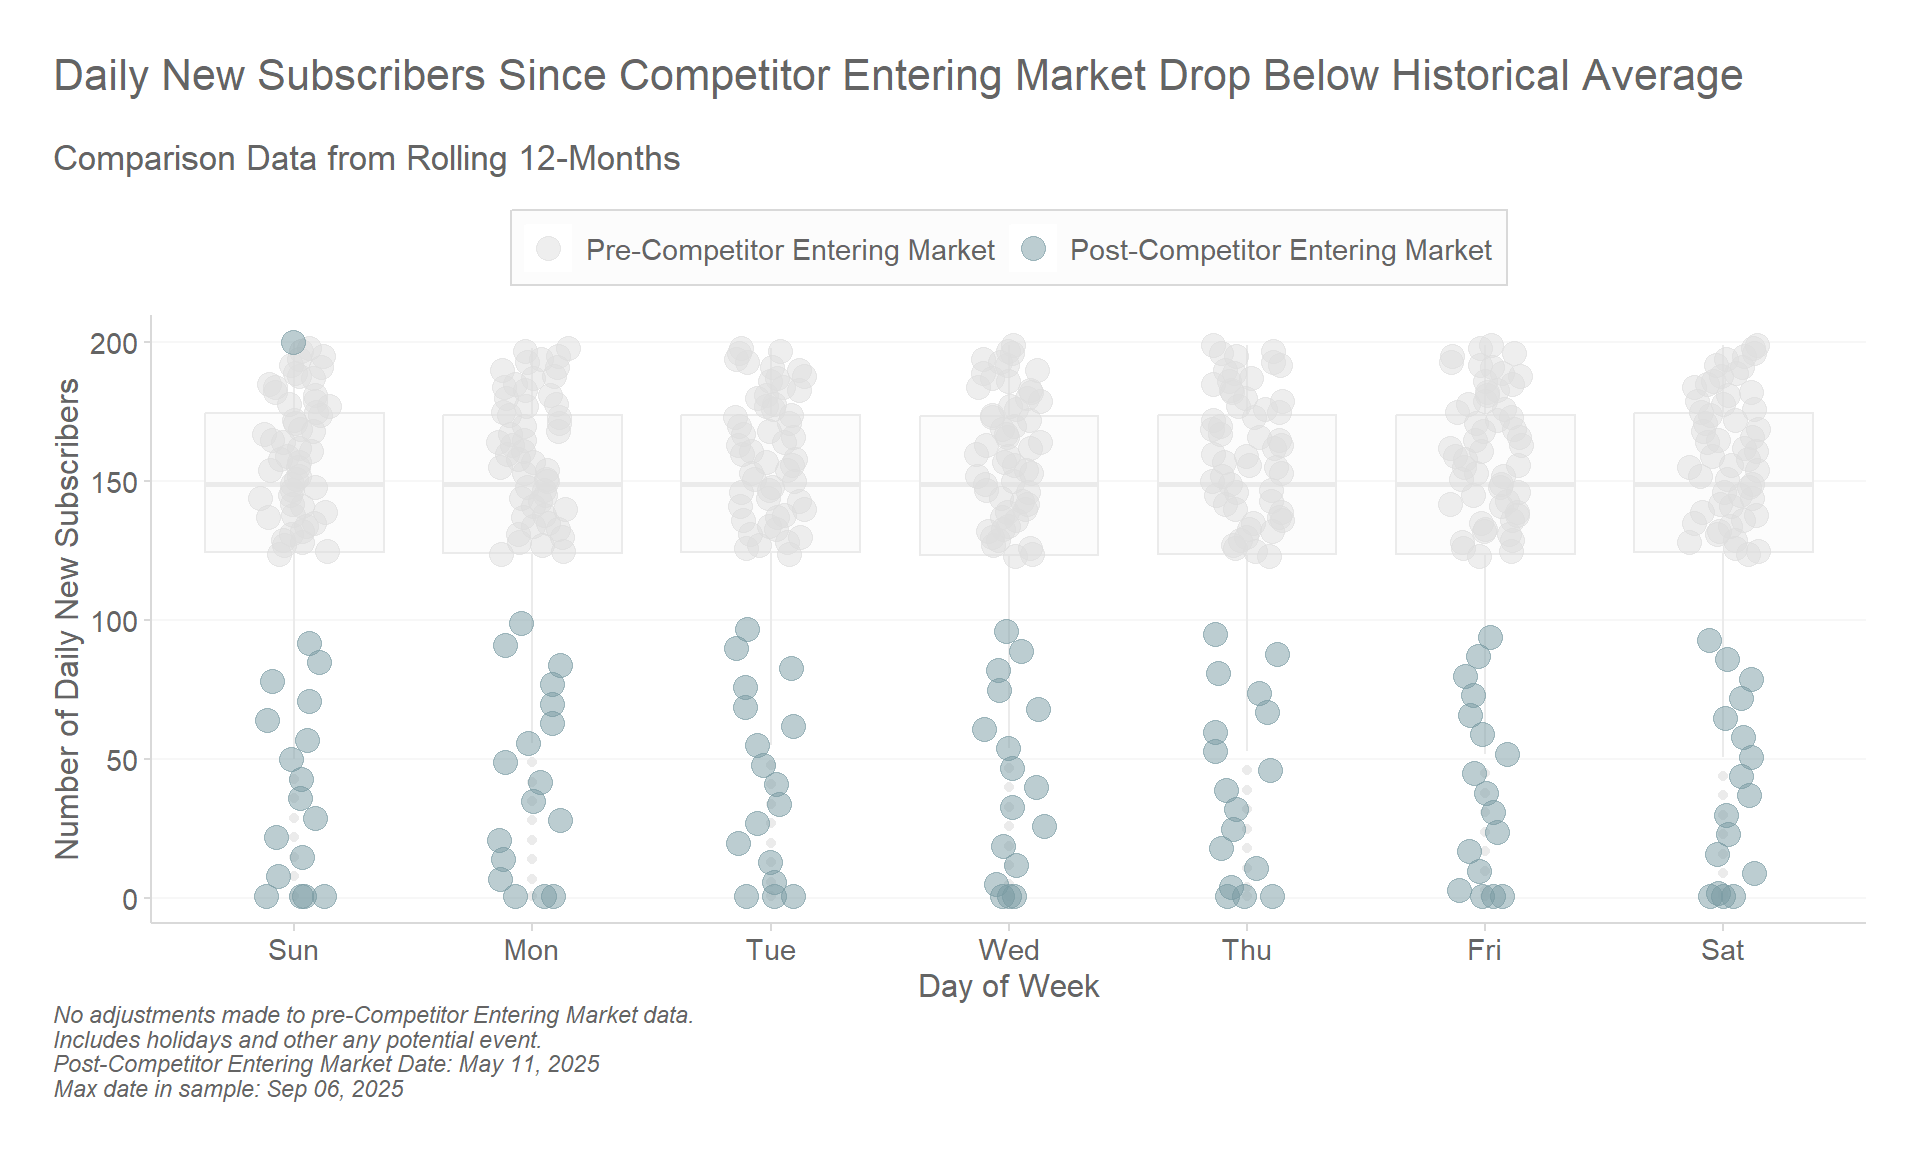 Daily New Subscribers Since Competitor Entering Market Drop Below Historical Average
Comparison Data from Rolling 12-Months
Pre-Competitor Entering Market
Post-Competitor Entering Market
Number of Daily New Subscribers
200
150
100
50
0
Sun
Mon
Tue
Wed
Thu
Fri
Sat
Day of Week
No adjustments made to pre-Competitor Entering Market data.
Includes holidays and other any potential event.
Post-Competitor Entering Market Date: May 11, 2025
Max date in sample: Sep 06, 2025